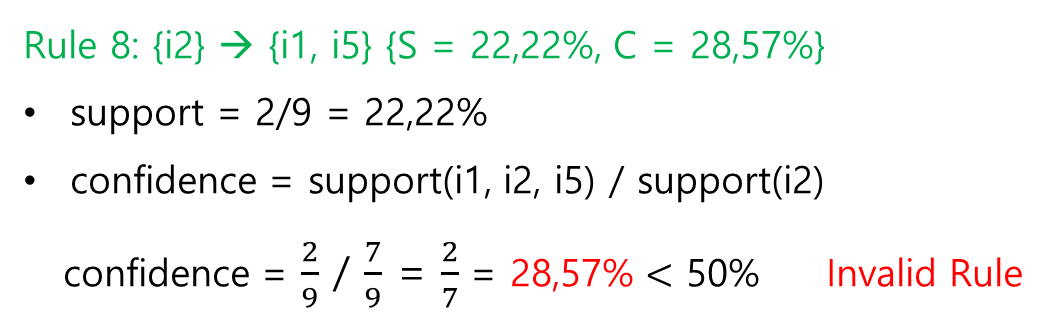 Rule 8: {i2} → {i1, i5} {S = 22,22%, C = 28,57%}
• support = 2/9 = 22,22%
• confidence = support(i1, i2, i5) / support(i2)
confidence = 2/9 / 7/9 = 2/7 = 28,57% < 50% Invalid Rule